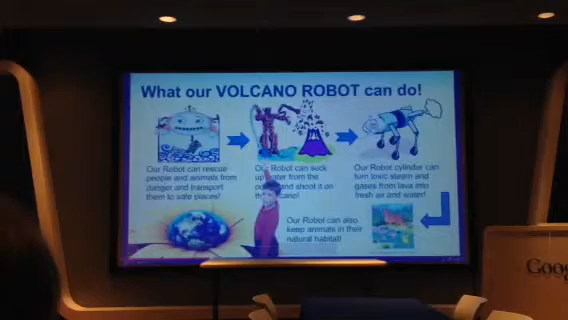 What our VOLCANO ROBOT can do!
Our Robot can rescue
people and animals from
danger and transport
them to safe places!
Our Robot can suck
up water from the
and shoot it on
Our Robot cylinder can
turn toxic steam and
gases from lava into
fresh air and water!
Our Robot can also
keep animals in their
natural habitat!
Goog